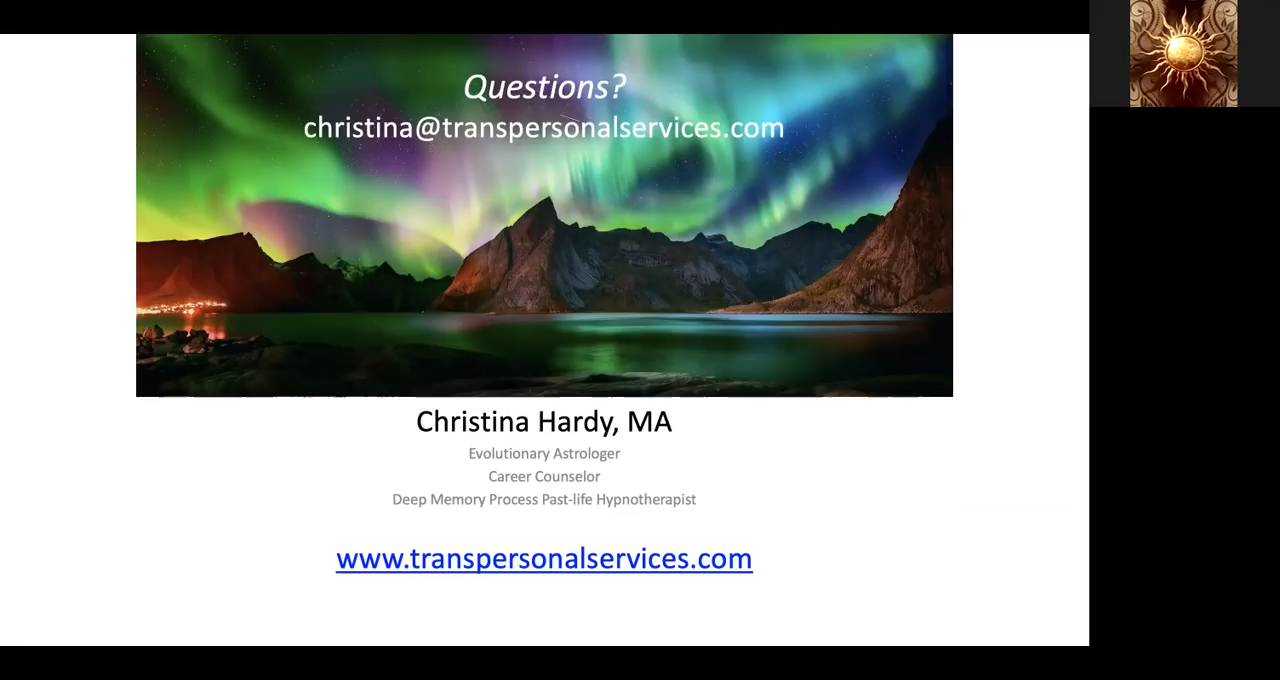 Questions?
christina@transpersonalservices.com
Christina Hardy, MA
Evolutionary Astrologer
Career Counselor
Deep Memory Process Past-life Hypnotherapist
www.transpersonalservices.com